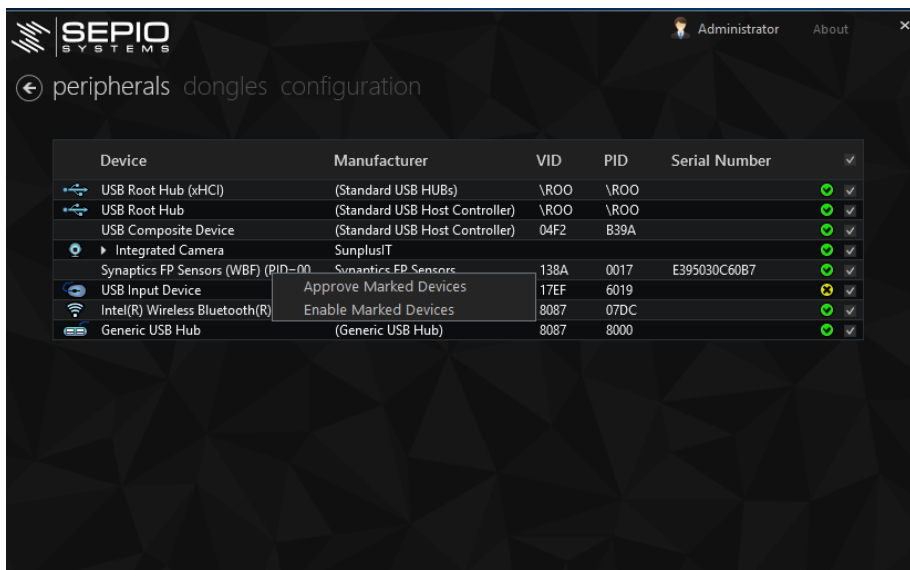 SEPIO
SYSTEMS
Administrator About
peripherals dongles configuration
Device Manufacturer VID PID Serial Number
USB Root Hub (xHCI) (Standard USB HUBs) \ROO \ROO
USB Root Hub (Standard USB Host Controller) \ROO \ROO
USB Composite Device (Standard USB Host Controller) 04F2 B39A
Integrated Camera SunplusIT
Synaptics FP Sensors (WBF) (PID=00 Synaptics FP Sensors 138A 0017 E395030C60B7
Approve Marked Devices
USB Input Device 17EF 6019
Enable Marked Devices
Intel(R) Wireless Bluetooth(R) 8087 07DC
Generic USB Hub (Generic USB Hub) 8087 8000